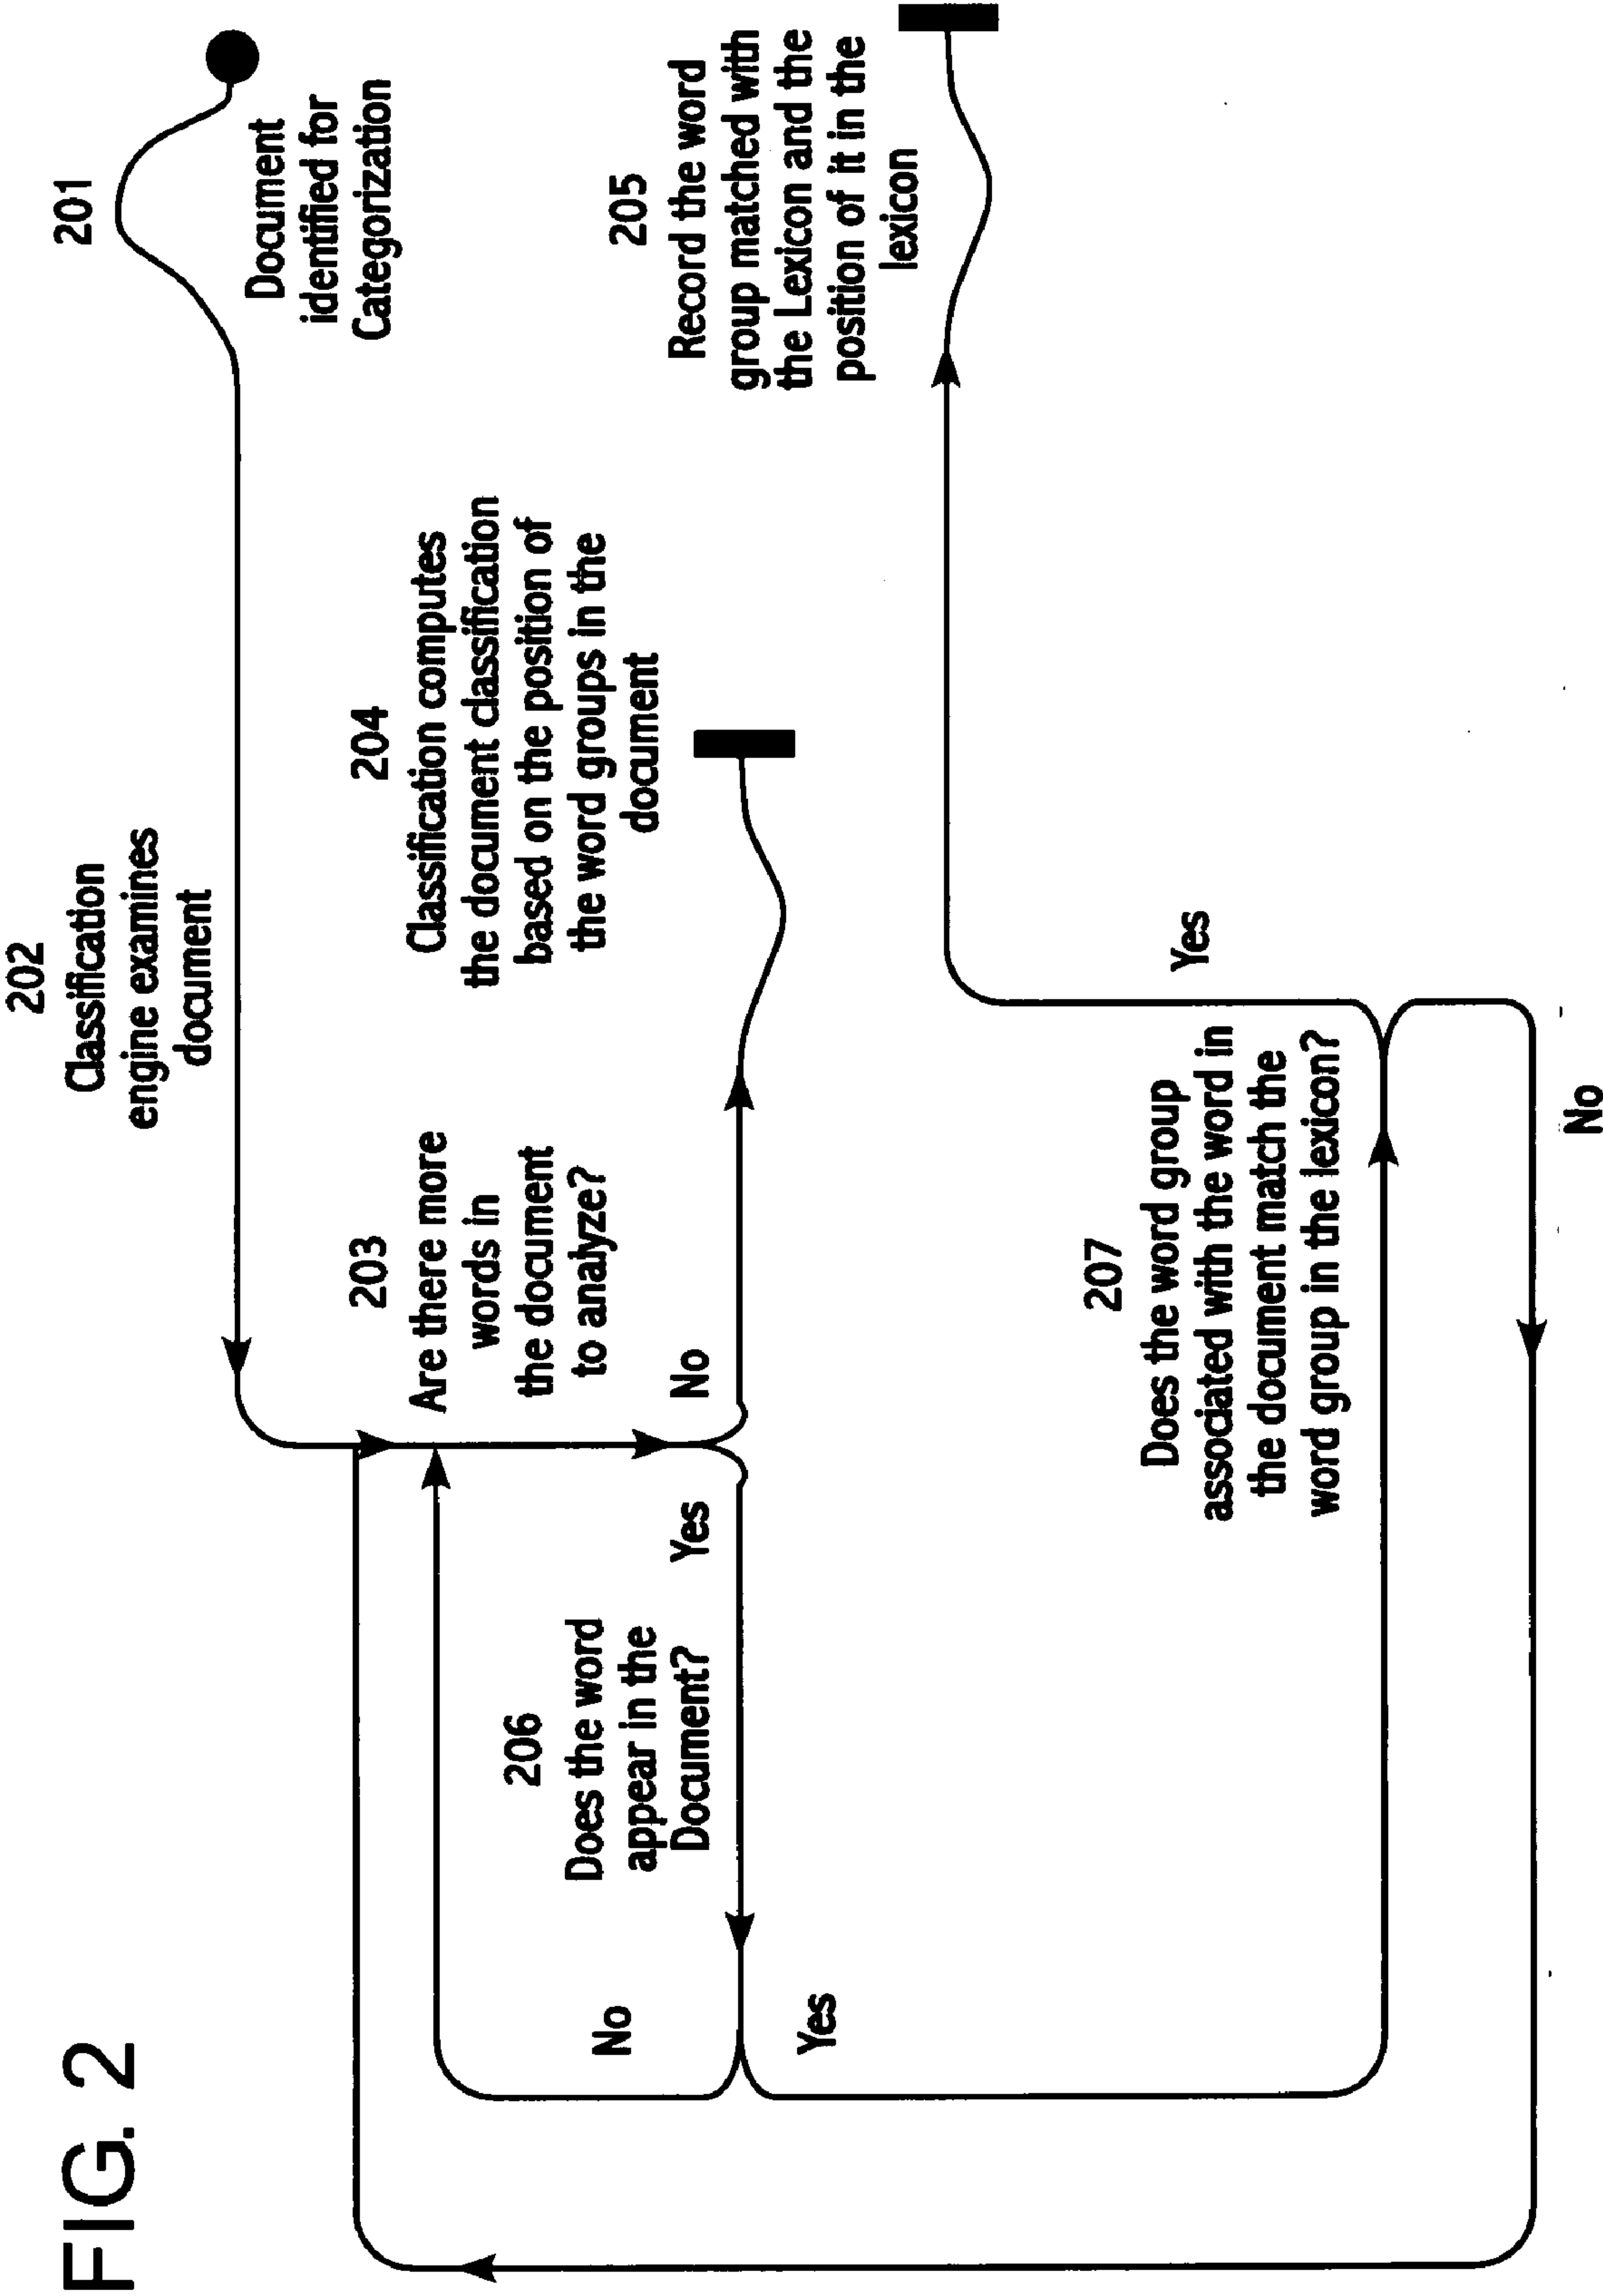 FIG. 2
201
Document
identified for
Categorization
202
Classification
engine examines
document
203
Are there more
words in
the document
to analyze?
No
Yes
204
Classification computes
the document classification
based on the position of
the word groups in the
document
206
Does the word
appear in the
Document?
No
Yes
205
Record the word
group matched with
the Lexicon and the
position of it in the
lexicon
207
Does the word group
associated with the word in
the document match the
word group in the lexicon?
Yes
No